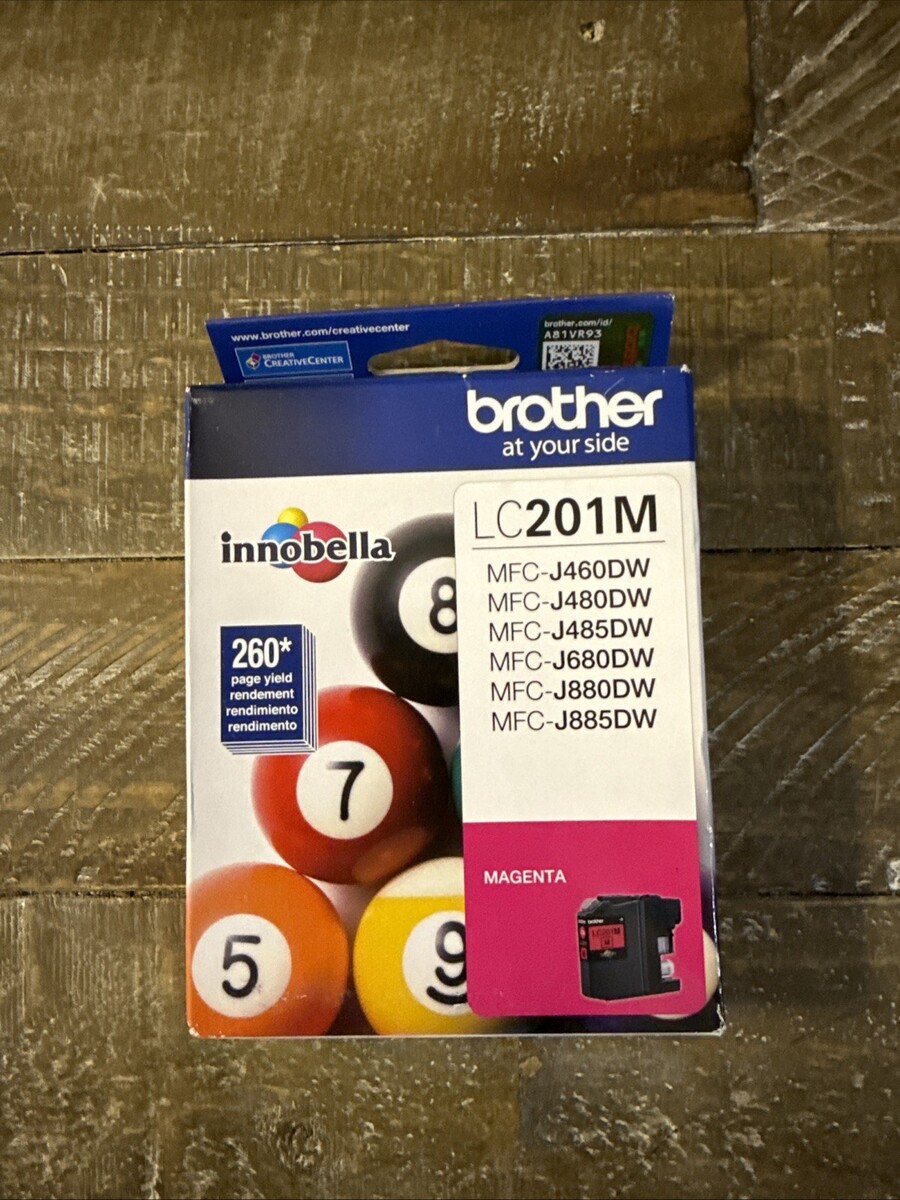 www.brother.com/creativecenter
BROTHER
CREATIVECENTER
brother.com/id/
A81VR93
brother
at your side
innobella
LC201M
MFC-J460DW
MFC-J480DW
MFC-J485DW
MFC-J680DW
MFC-J880DW
MFC-J885DW
8
260*
page yield
rendement
rendimiento
rendimento
7
5
9
MAGENTA
brother
LC201M
M